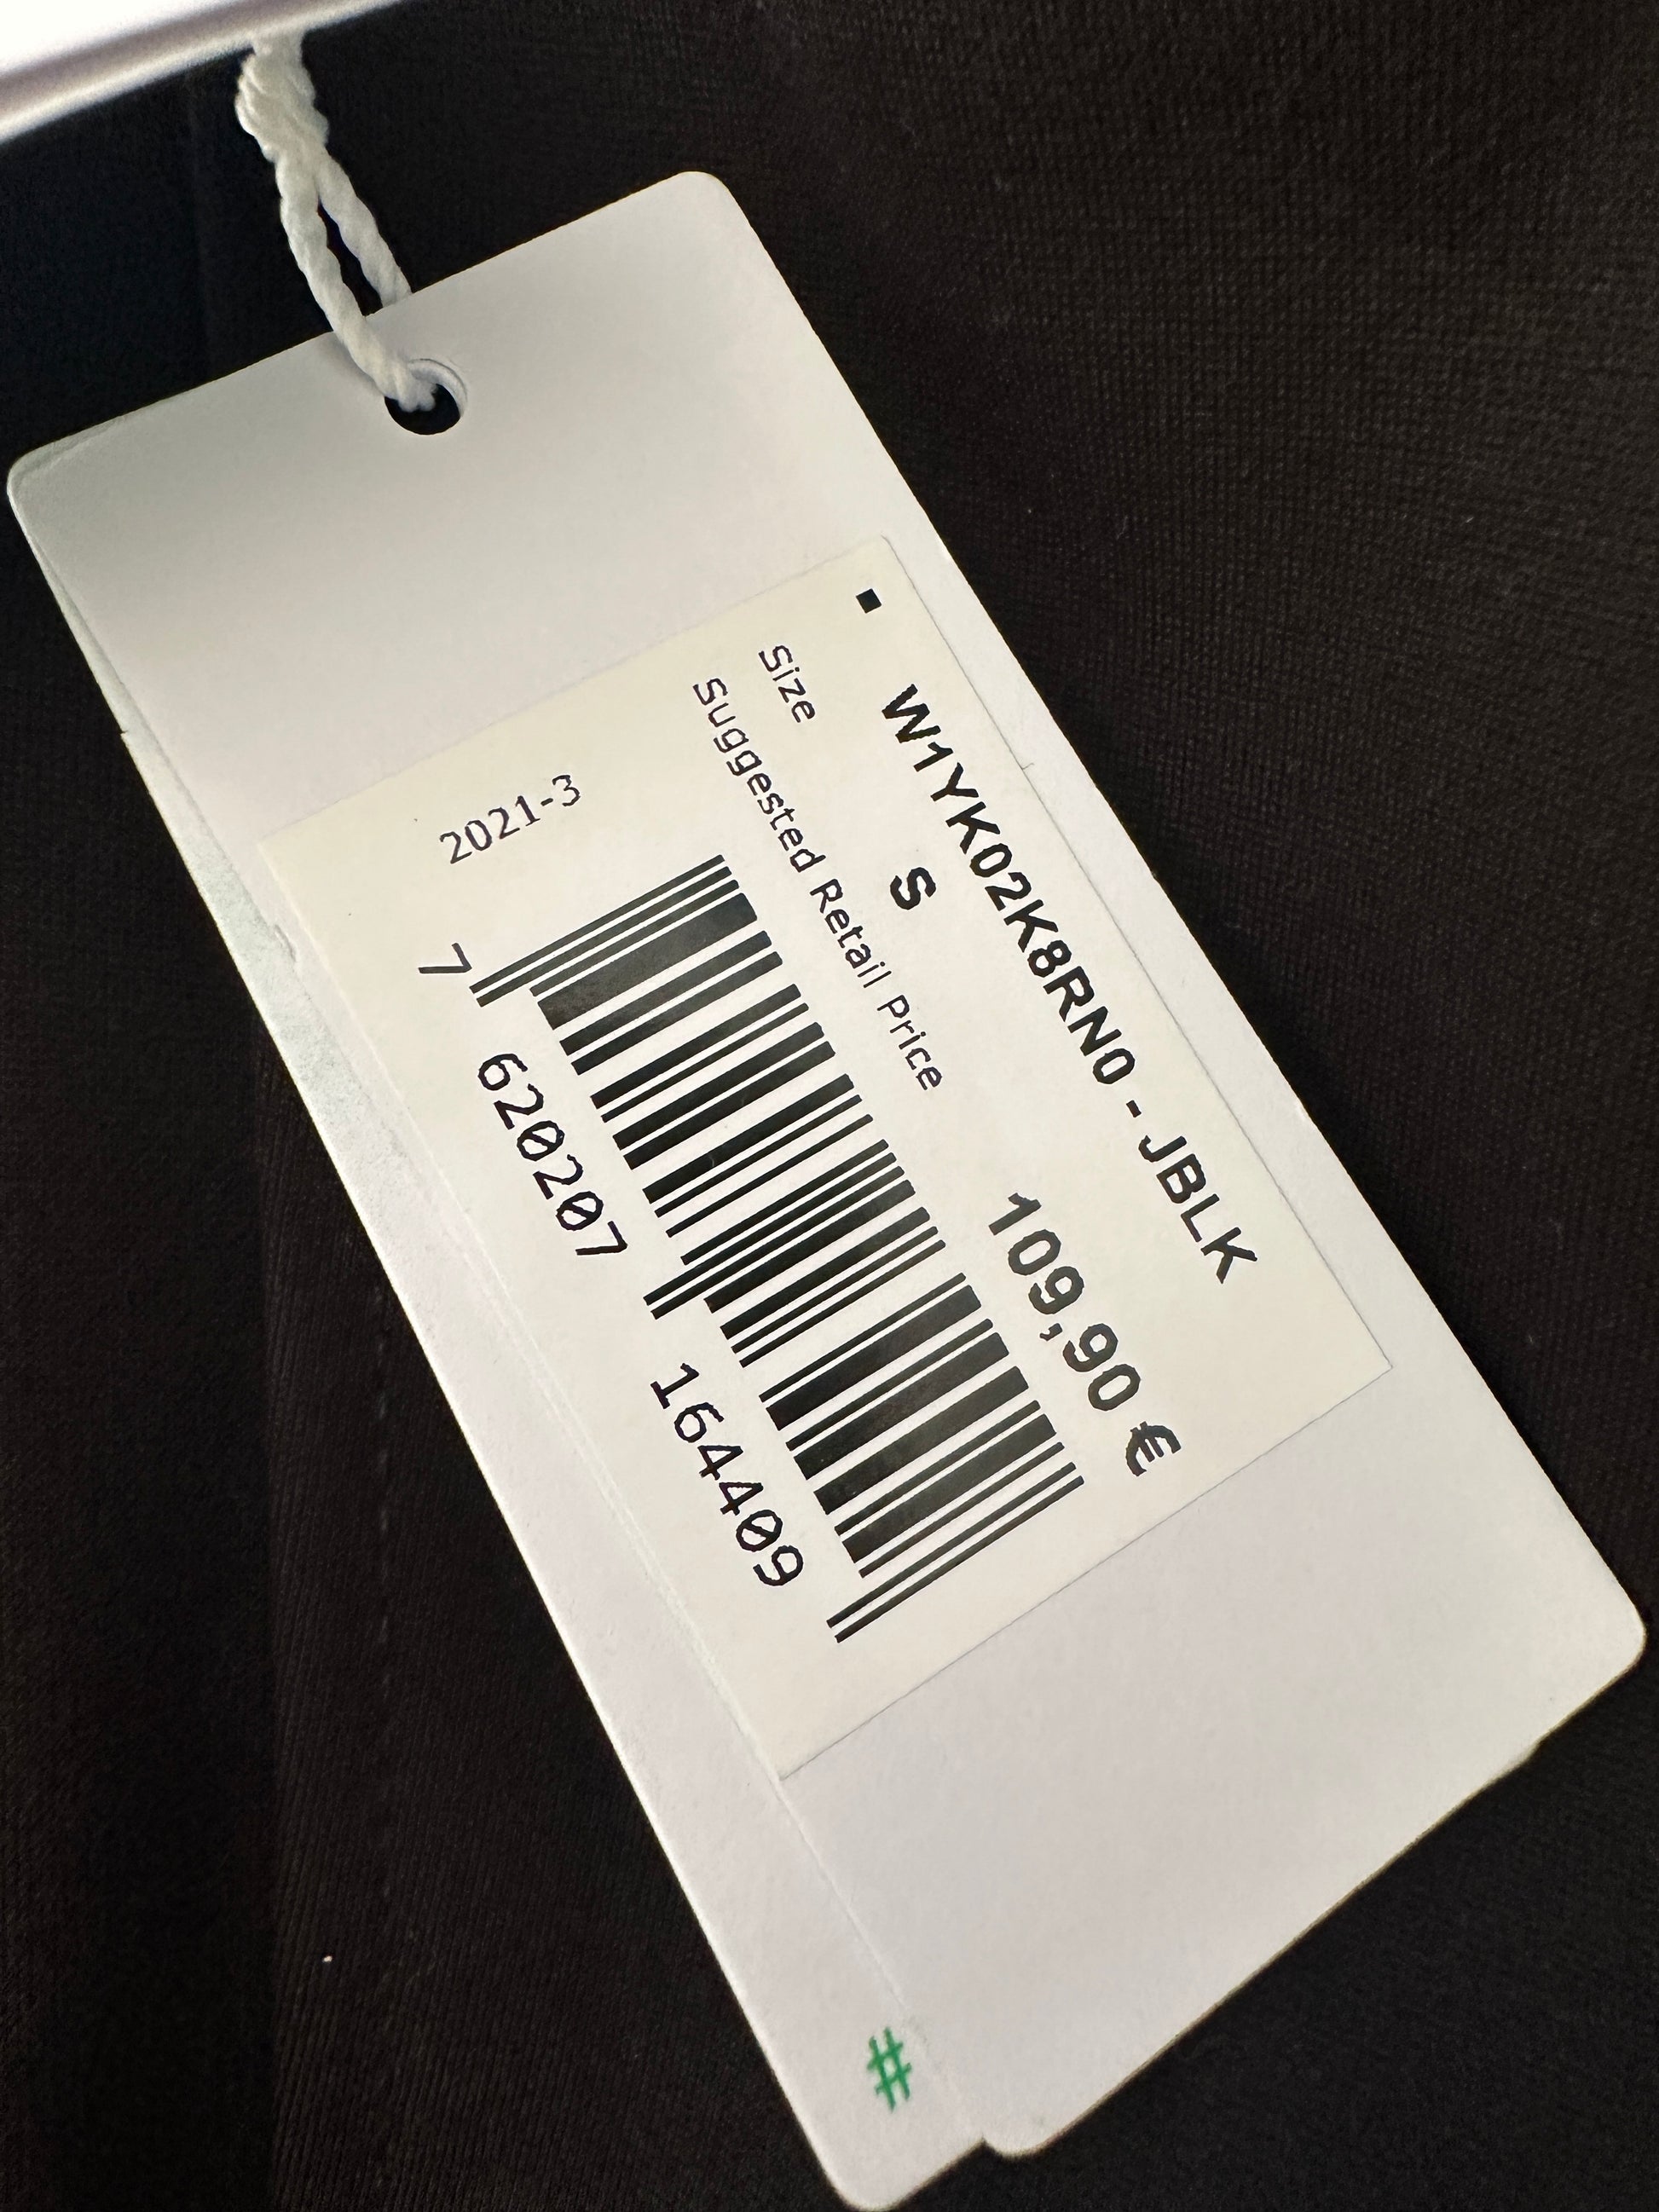 W1YK02K8RN0 - JBLK
Size S
Suggested Retail Price 109,90 €
2021-3
7 620207 164409
#